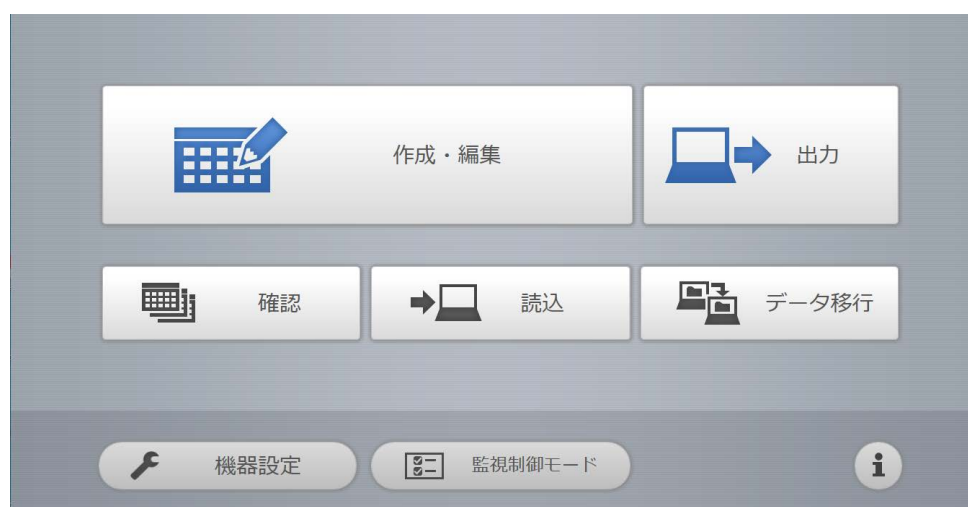 作成・編集
出力
確認
読込
データ移行
機器設定
監視制御モード
i